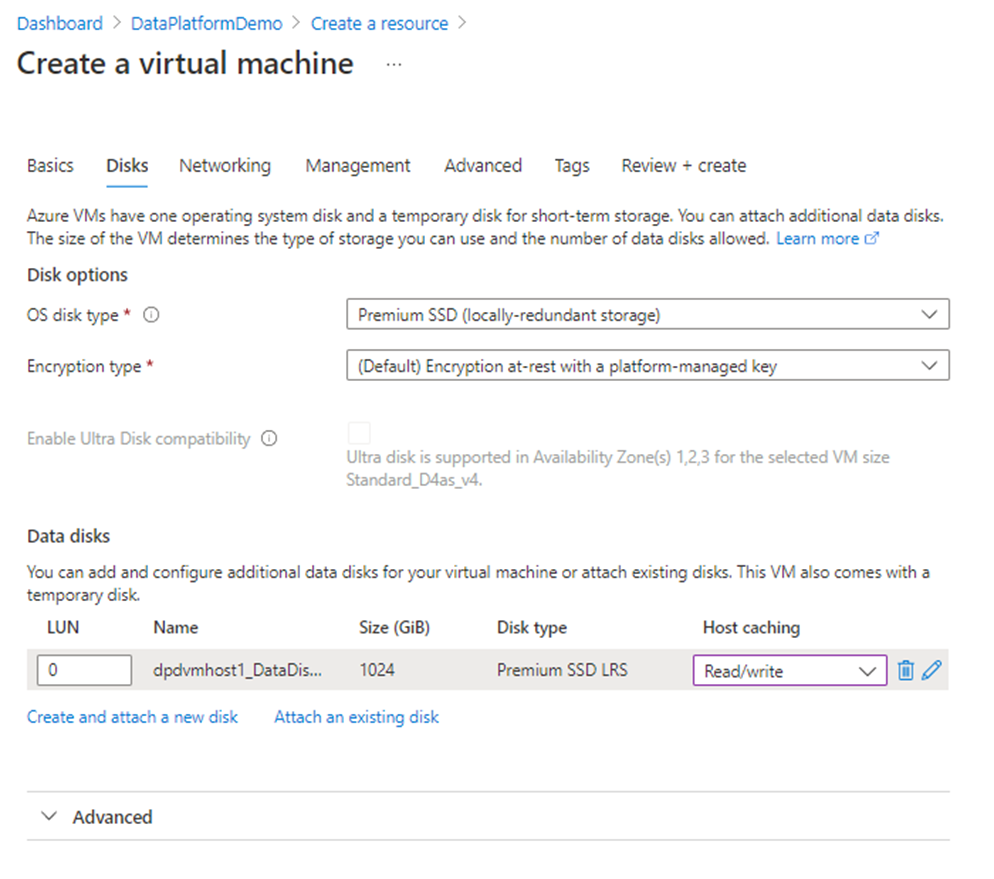 Dashboard > DataPlatformDemo > Create a resource >
Create a virtual machine ...
Basics Disks Networking Management Advanced Tags Review + create
Azure VMs have one operating system disk and a temporary disk for short-term storage. You can attach additional data disks.
The size of the VM determines the type of storage you can use and the number of data disks allowed. Learn more
Disk options
OS disk type * Premium SSD (locally-redundant storage)
Encryption type * (Default) Encryption at-rest with a platform-managed key
Enable Ultra Disk compatibility
Ultra disk is supported in Availability Zone(s) 1,2,3 for the selected VM size
Standard_D4as_v4.
Data disks
You can add and configure additional data disks for your virtual machine or attach existing disks. This VM also comes with a
temporary disk.
LUN Name Size (GiB) Disk type Host caching
0 dpdvmhost1_DataDis... 1024 Premium SSD LRS Read/write
Create and attach a new disk Attach an existing disk
Advanced